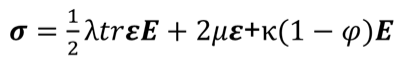 𝝈 = ½λtr𝜺𝑬 + 2μ𝜺+κ(1 − φ)𝑬